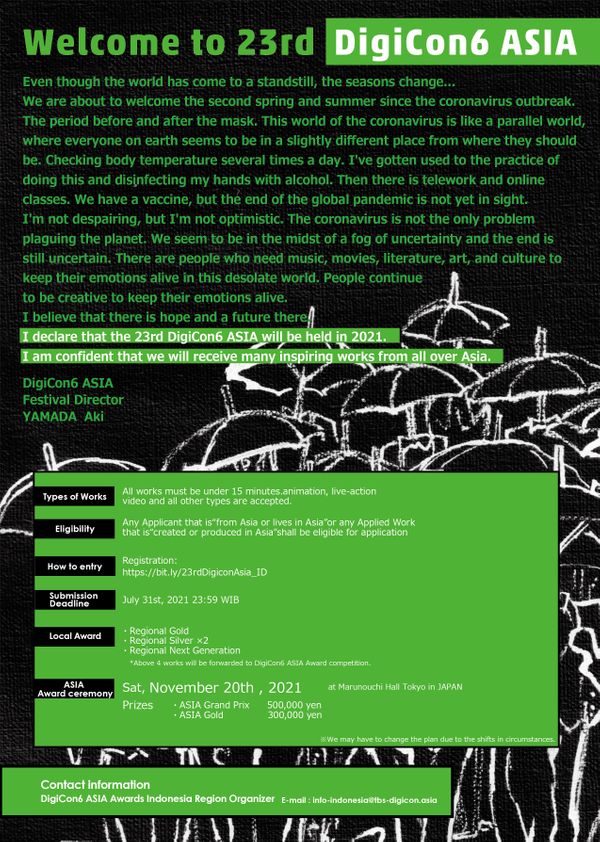 Welcome to 23rd DigiCon6 ASIA
Even though the world has come to a standstill, the seasons change...
We are about to welcome the second spring and summer since the coronavirus outbreak.
The period before and after the mask. This world of the coronavirus is like a parallel world,
where everyone on earth seems to be in a slightly different place from where they should
be. Checking body temperature several times a day. I've gotten used to the practice of
doing this and disinfecting my hands with alcohol. Then there is telework and online
classes. We have a vaccine, but the end of the global pandemic is not yet in sight.
I'm not despairing, but I'm not optimistic. The coronavirus is not the only problem
plaguing the planet. We seem to be in the midst of a fog of uncertainty and the end is
still uncertain. There are people who need music, movies, literature, art, and culture to
keep their emotions alive in this desolate world. People continue
to be creative to keep their emotions alive.
I believe that there is hope and a future there.
I declare that the 23rd DigiCon6 ASIA will be held in 2021.
I am confident that we will receive many inspiring works from all over Asia.
DigiCon6 ASIA
Festival Director
YAMADA Aki
Types of Works
All works must be under 15 minutes.animation, live-action
video and all other types are accepted.
Eligibility
Any Applicant that is"from Asia or lives in Asia"or any Applied Work
that is"created or produced in Asia"shall be eligible for application
How to entry
Registration:
https://bit.ly/23rdDigiconAsia_ID
Submission
Deadline
July 31st, 2021 23:59 WIB
Local Award
・Regional Gold
・Regional Silver ×2
・Regional Next Generation
*Above 4 works will be forwarded to DigiCon6 ASIA Award competition.
ASIA
Award ceremony
Sat, November 20th , 2021 at Marunouchi Hall Tokyo in JAPAN
Prizes ・ASIA Grand Prix 500,000 yen
・ASIA Gold 300,000 yen
※We may have to change the plan due to the shifts in circumstances.
Contact information
DigiCon6 ASIA Awards Indonesia Region Organizer E-mail : info-indonesia@tbs-digicon.asia